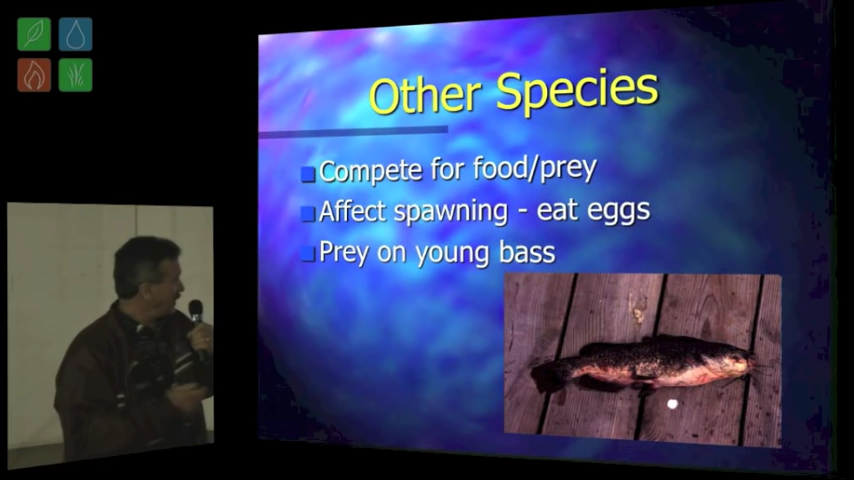 Other Species
Compete for food/prey
Affect spawning - eat eggs
Prey on young bass